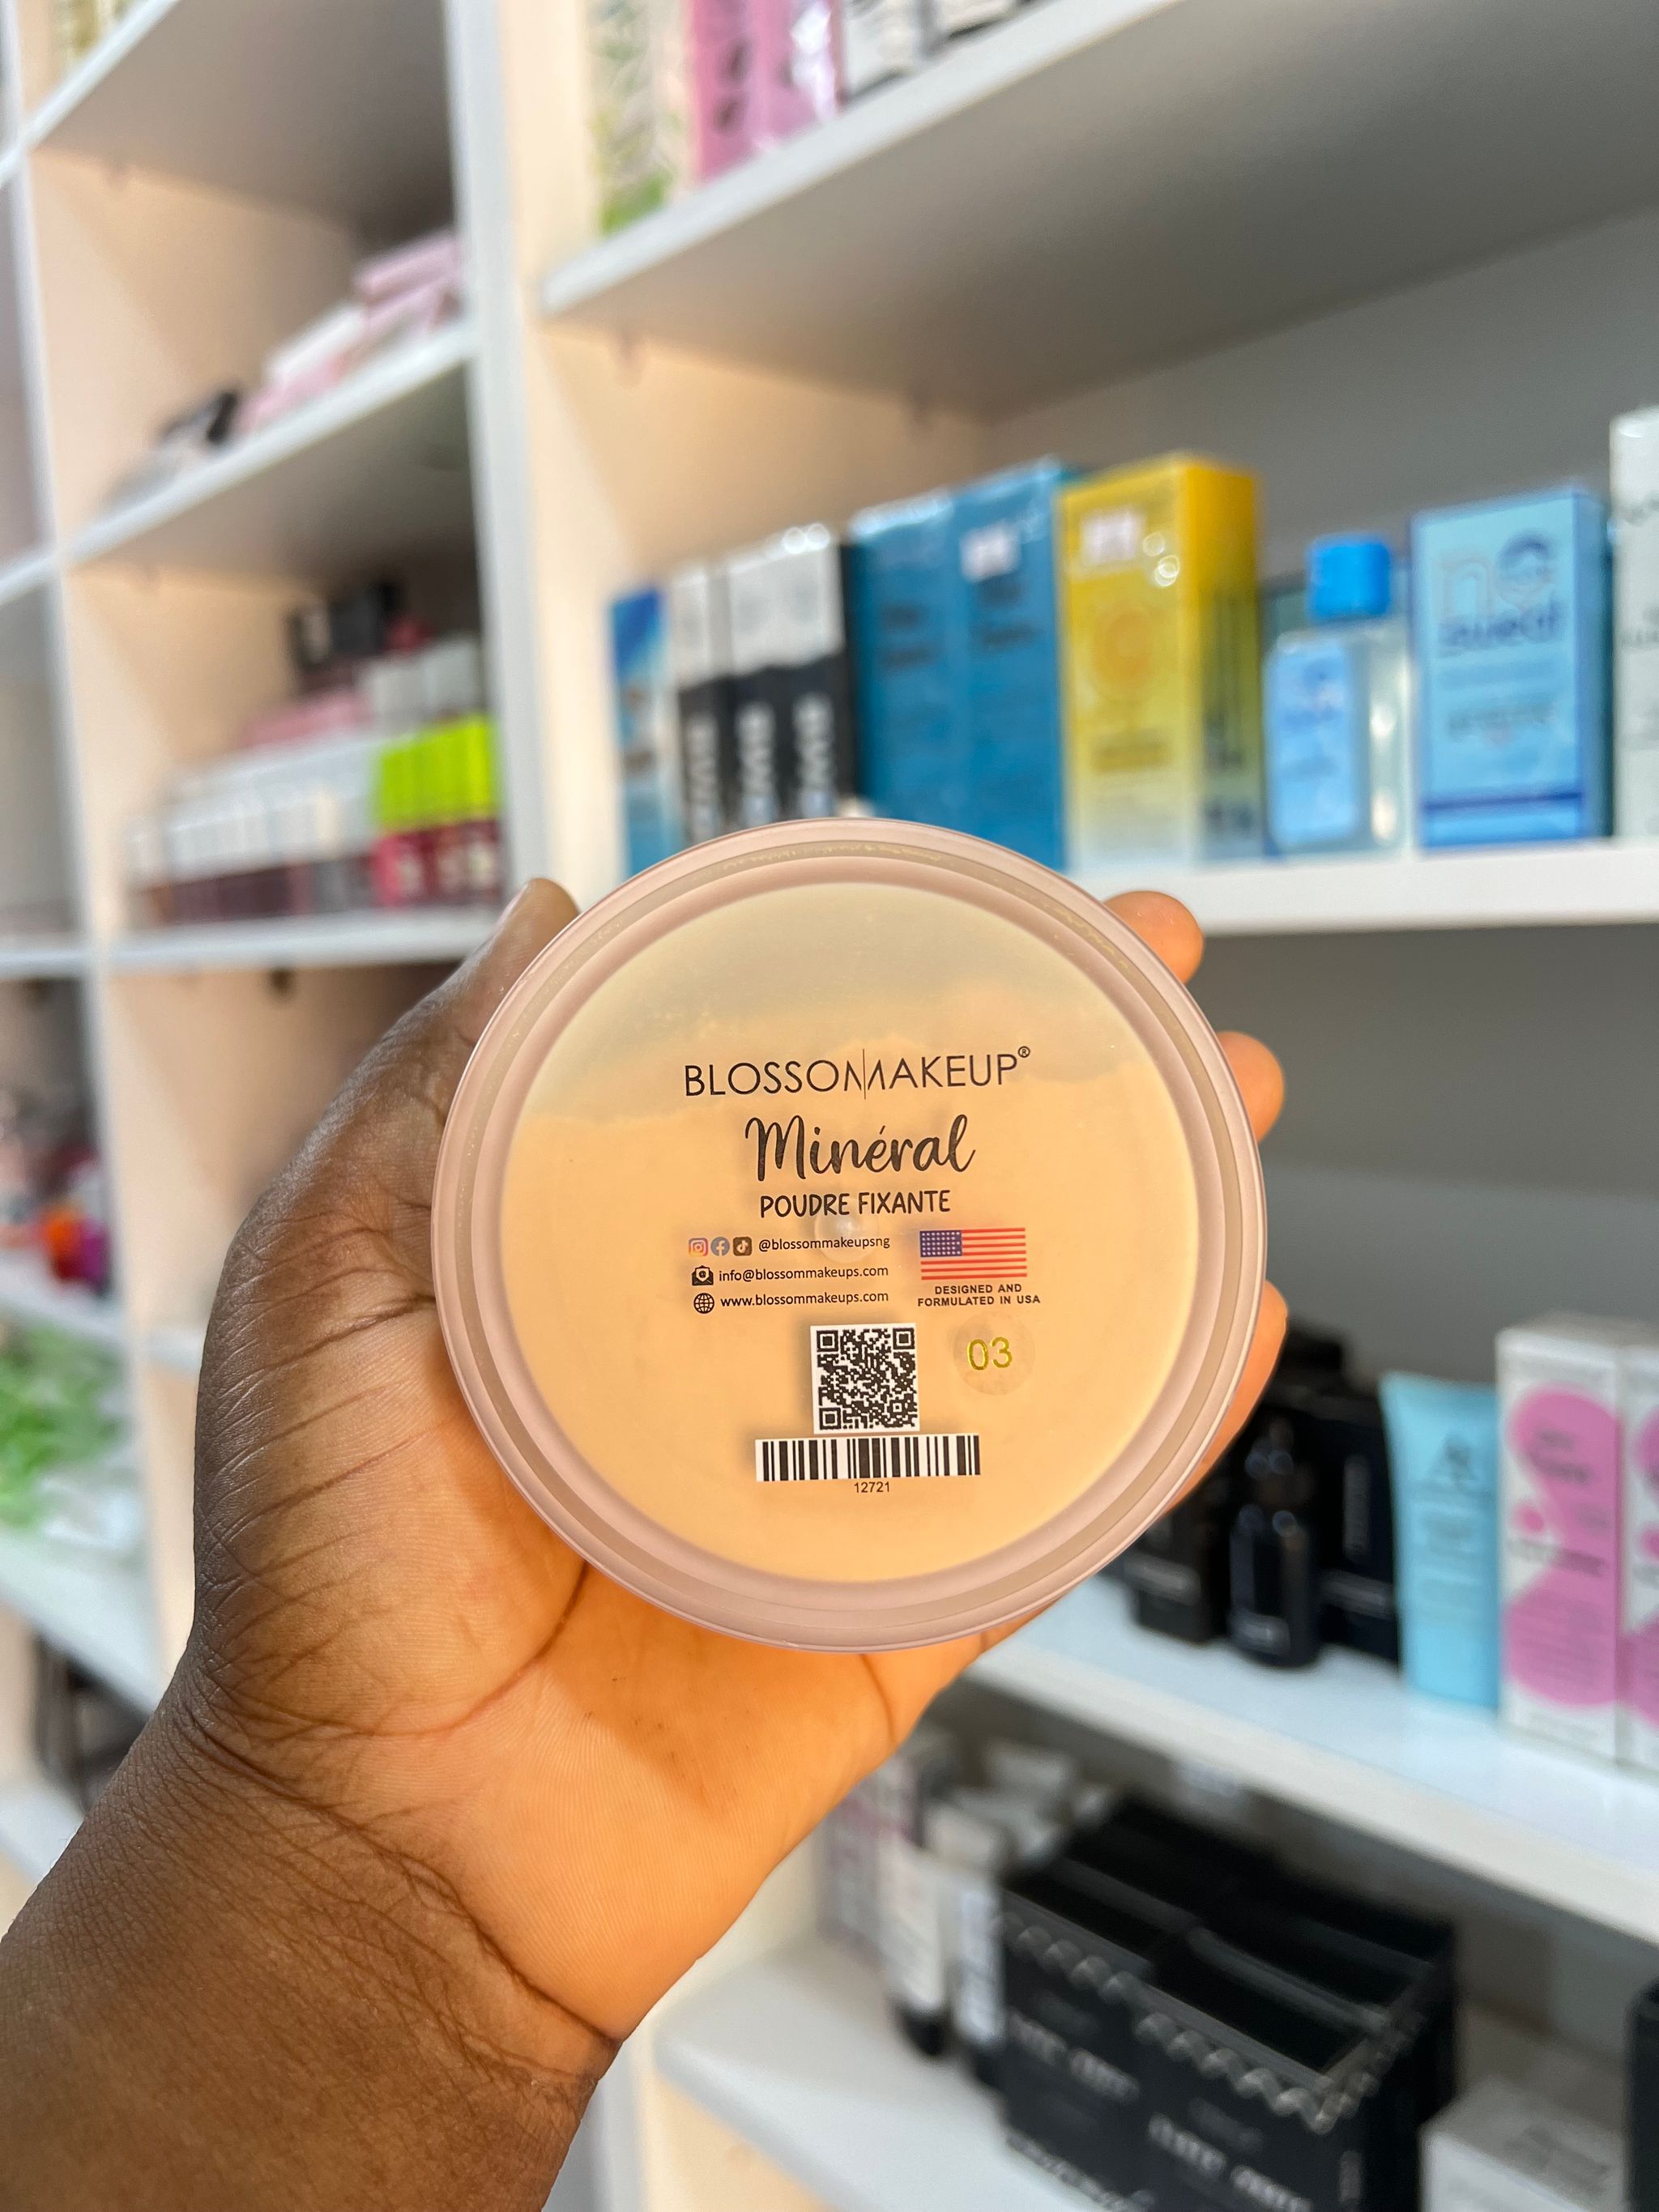 BLOSSOMMAKEUP®
Minéral
POUDRE FIXANTE
@blossommakeupsng
info@blossommakeups.com
www.blossommakeups.com
DESIGNED AND
FORMULATED IN USA
03
12721